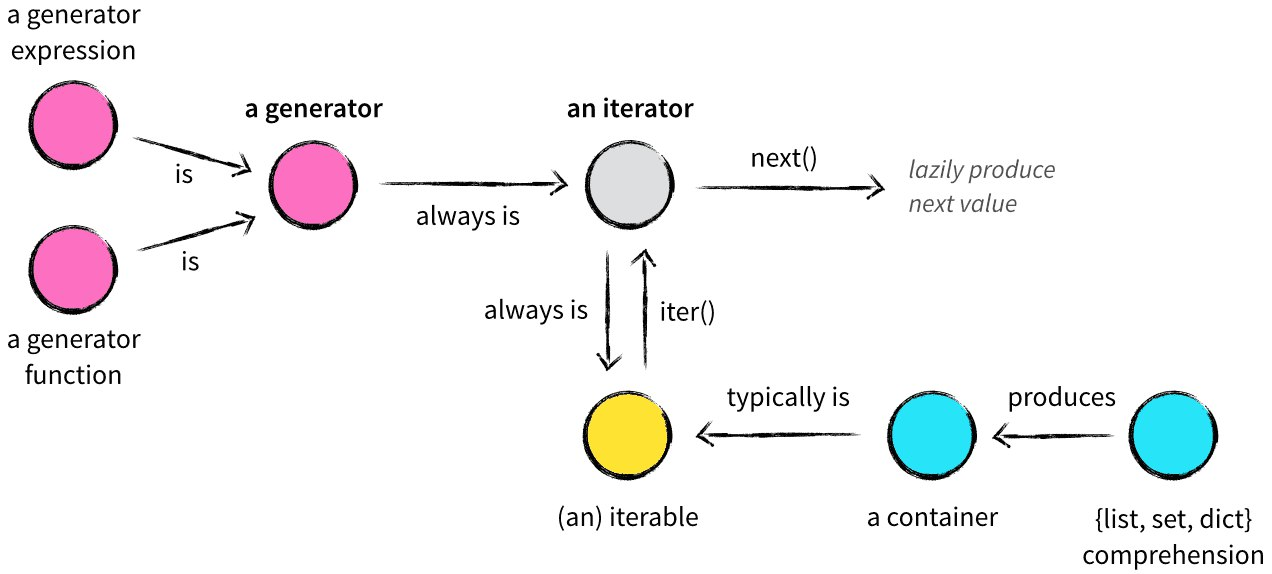 a generator
expression
is
a generator
function
is
a generator
always is
an iterator
next()
lazily produce
next value
always is
iter()
(an) iterable
typically is
a container
produces
{list, set, dict}
comprehension